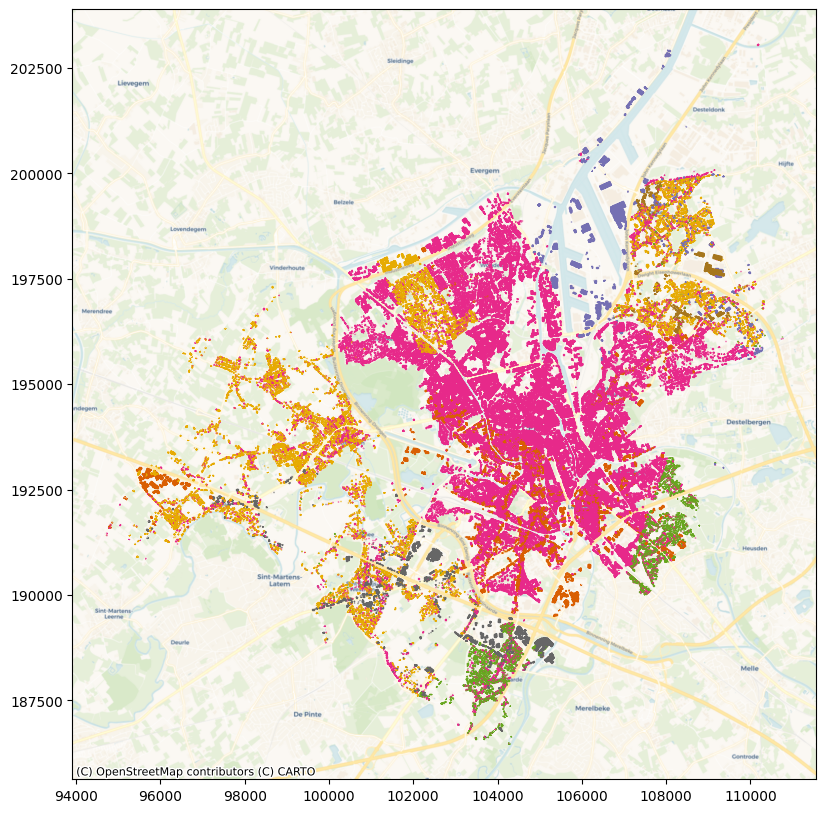 202500
200000
197500
195000
192500
190000
187500
Lievegem
Sleidinge
Desteldonk
Evergem
Hijfte
Belzele
Lovendegem
Vinderhoute
Merendree
Destelbergen
Heusden
Sint-Martens-
Latem
Sint-Martens
Leerne
Deurle
Melle
De Pinte
Merelbeke
Gontrode
(C) OpenStreetMap contributors (C) CARTO
94000 96000 98000 100000 102000 104000 106000 108000 110000